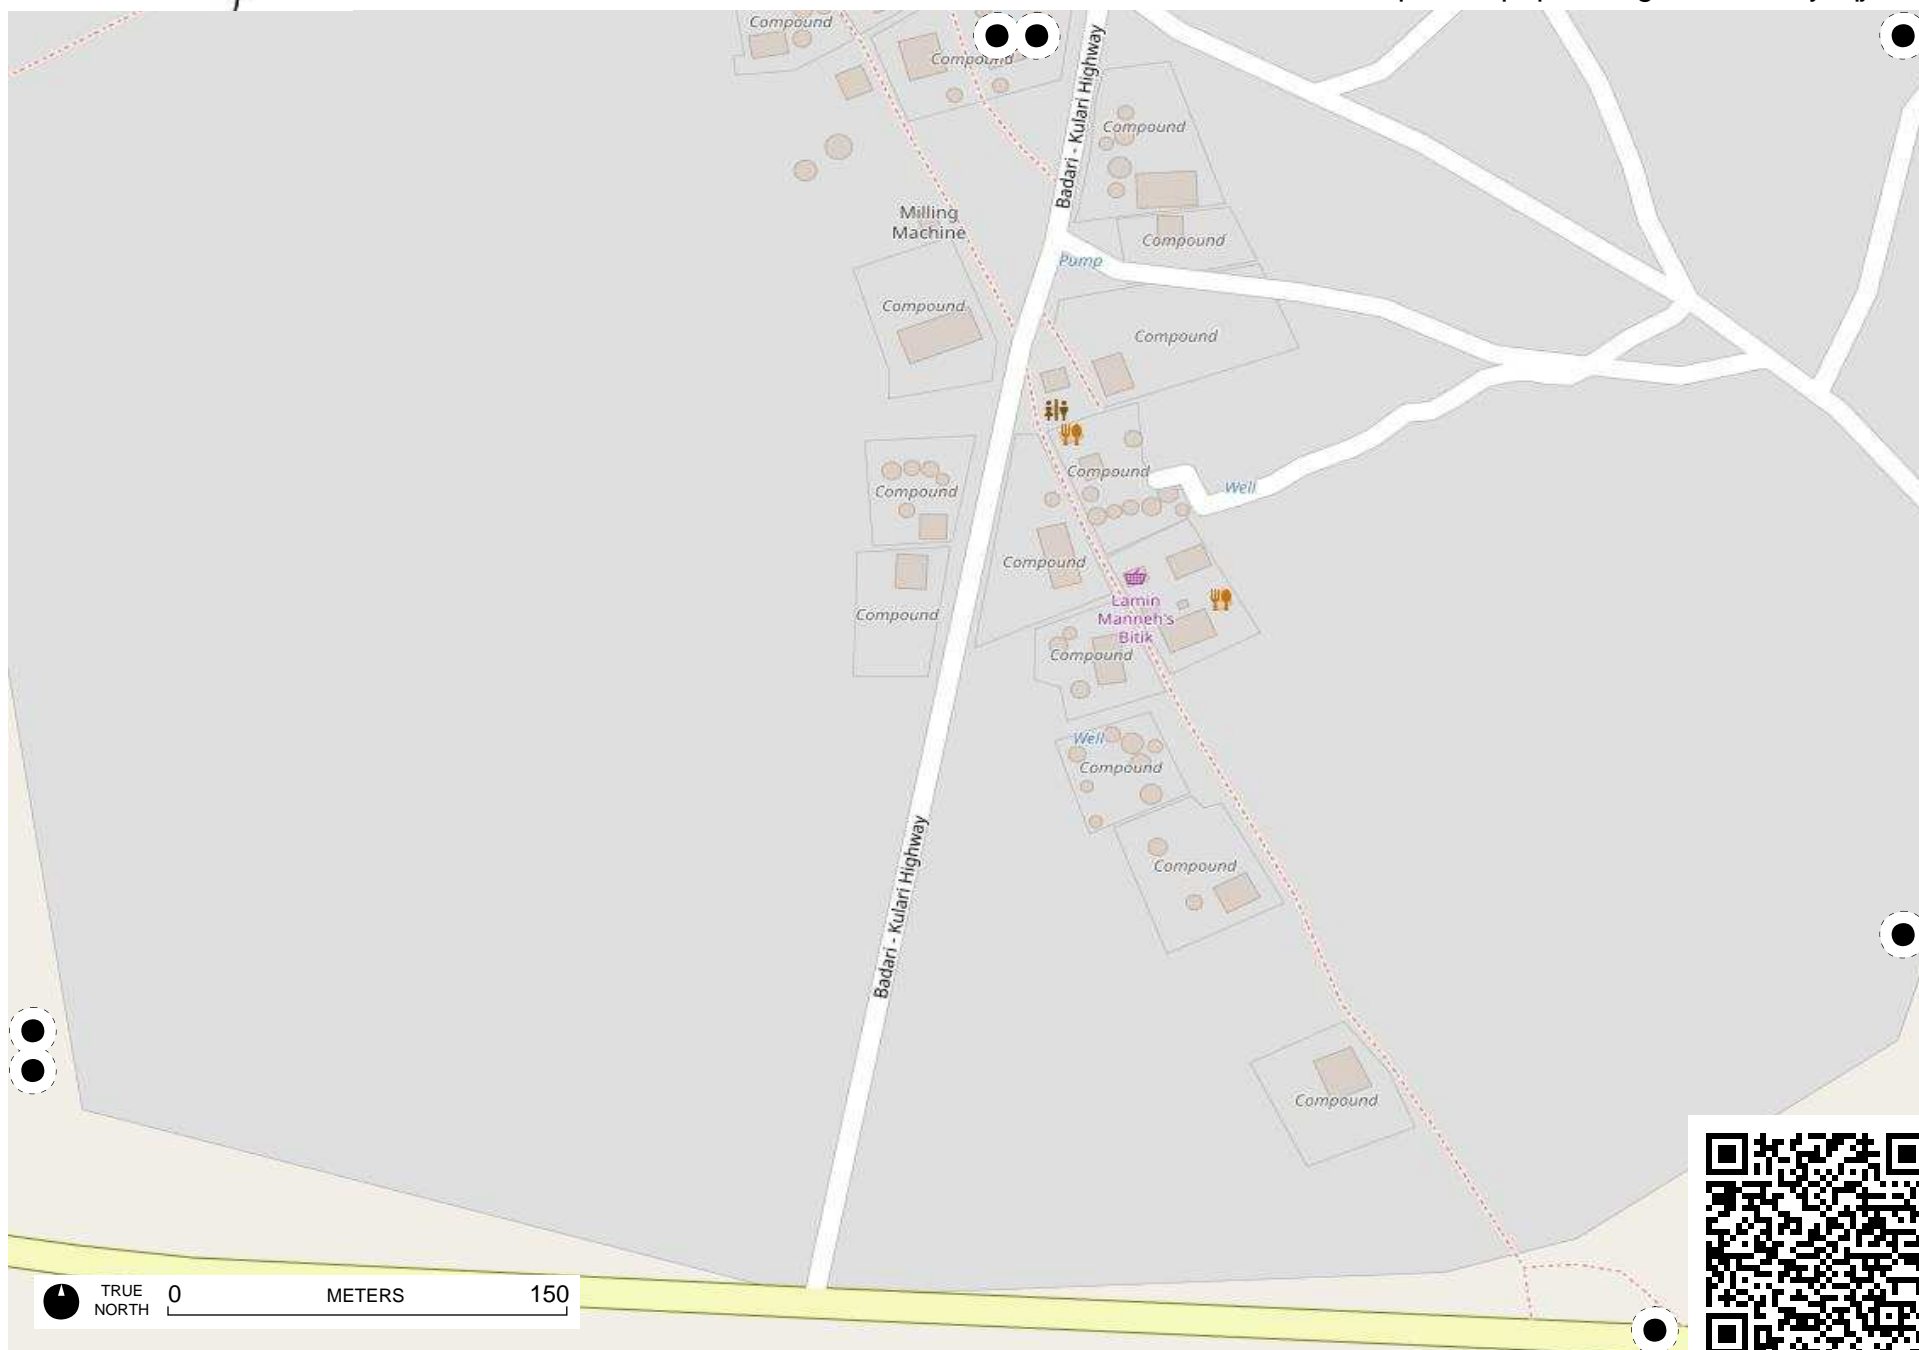 Compound
Compound
Badari - Kulari Highway
Compound
Milling
Machine
Compound
Pump
Compound
Compound
Compound
Well
Compound
Compound
Compound
Lamin
Manneh's
Bitik
Compound
Compound
Well
Compound
Badari - Kulari Highway
Compound
Compound
TRUE
NORTH
0 METERS 150